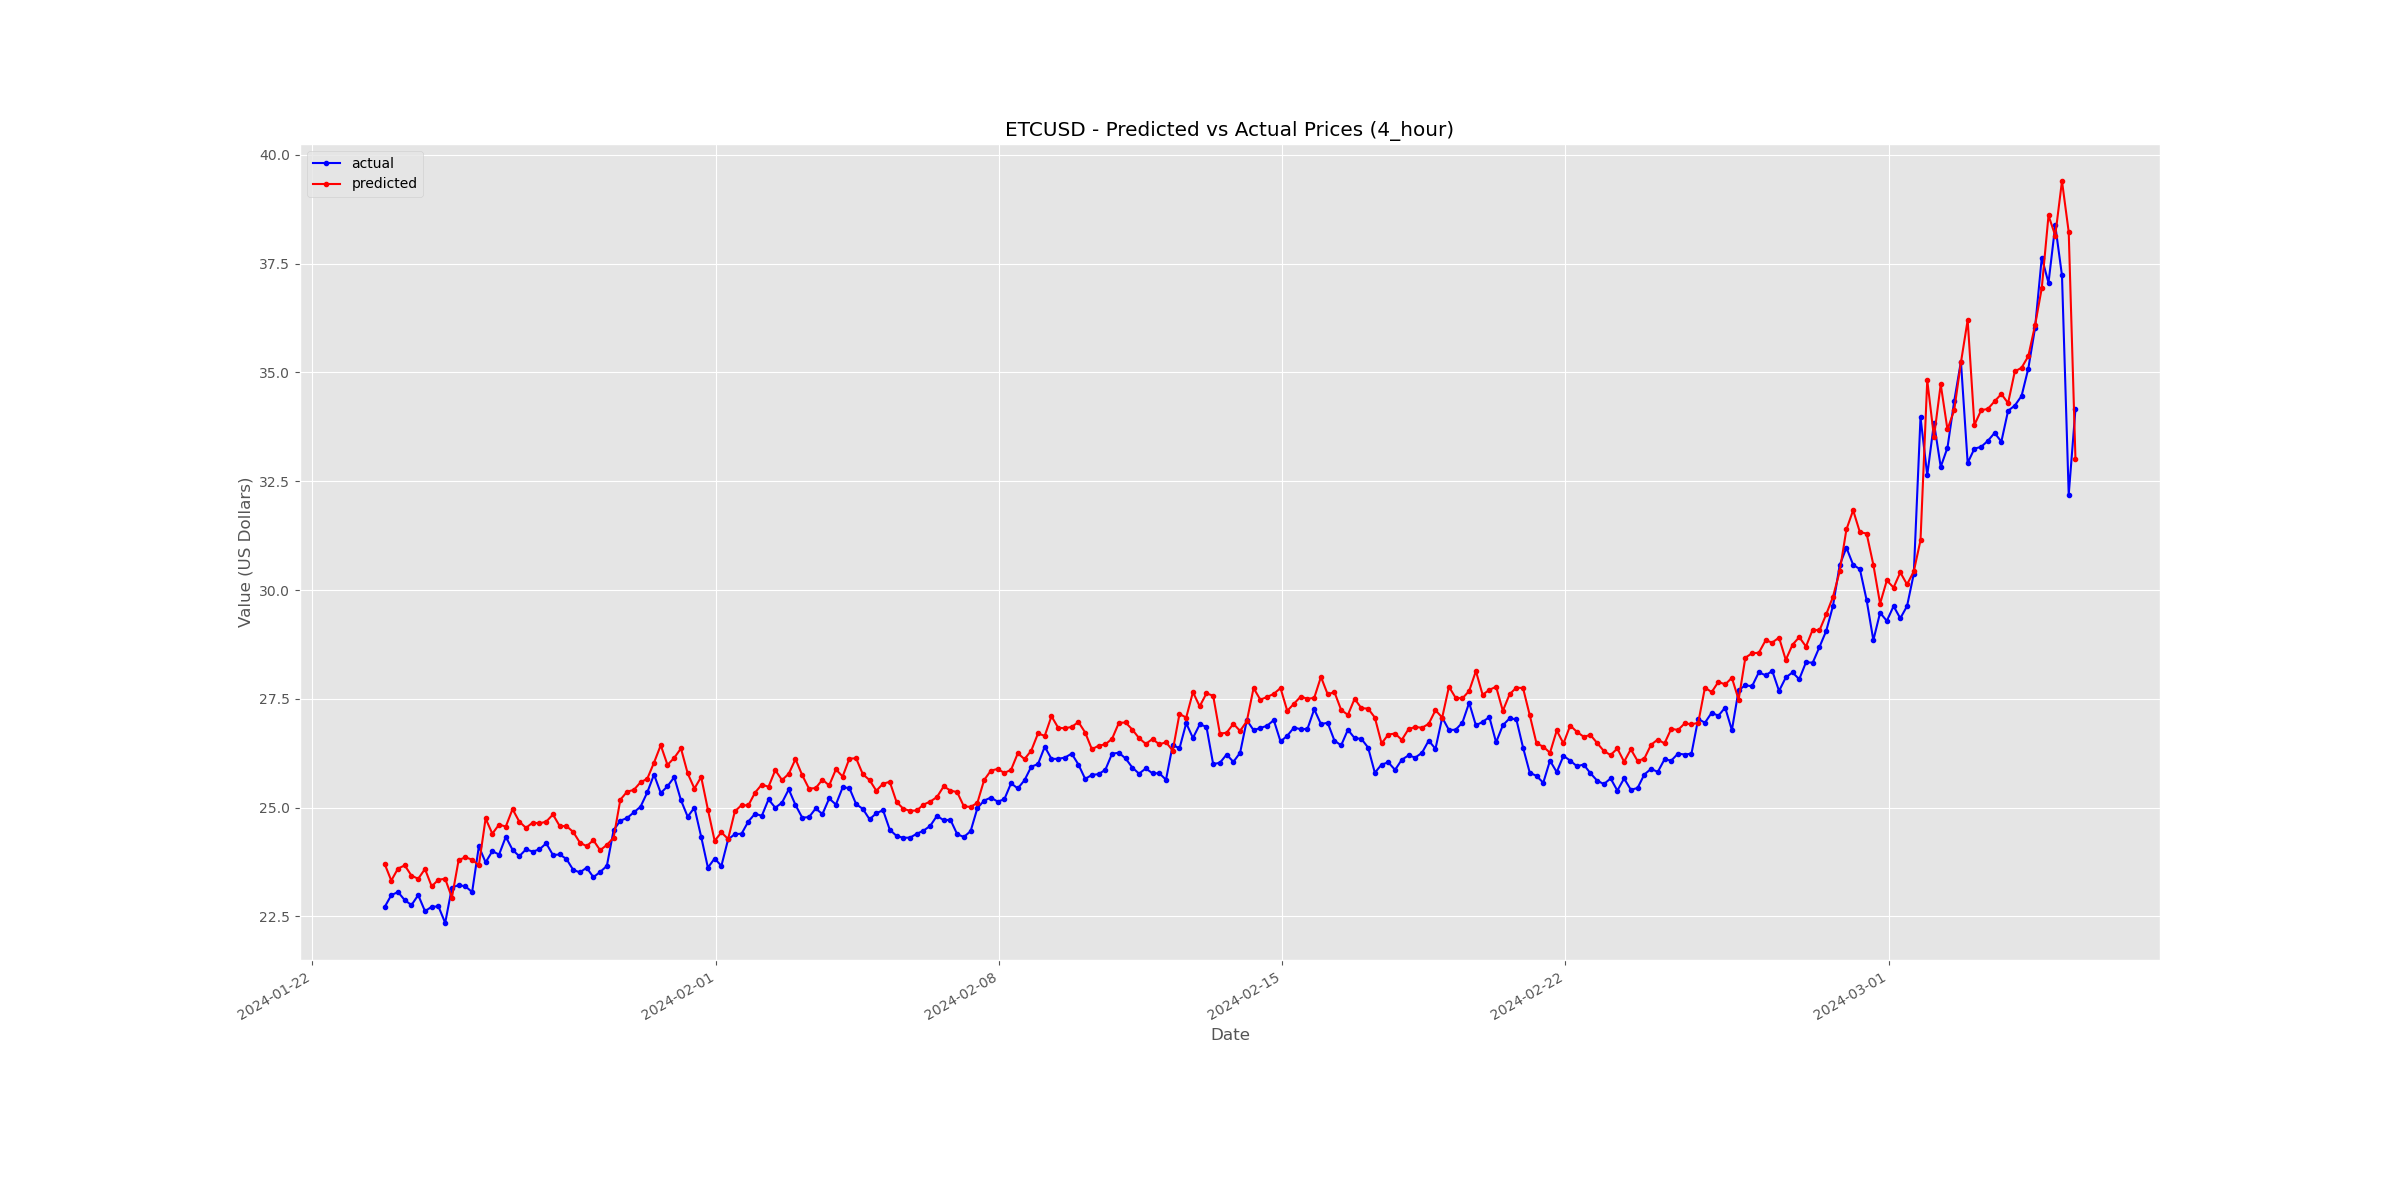 ETCUSD - Predicted vs Actual Prices (4_hour)
actual
predicted
40.0
37.5
35.0
32.5
30.0
27.5
25.0
22.5
Value (US Dollars)
2024-01-22
2024-02-01
2024-02-08
2024-02-15
2024-02-22
2024-03-01
Date